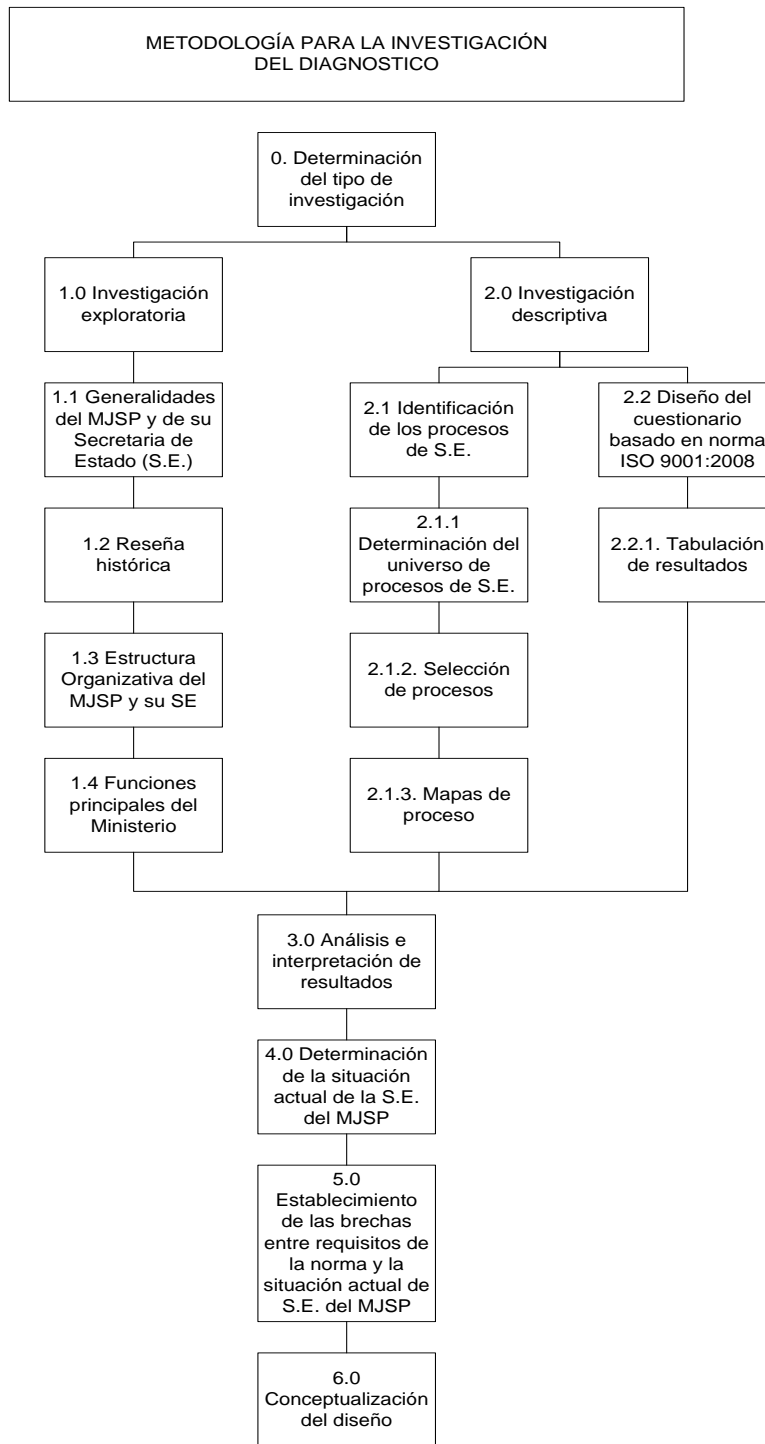 METODOLOGÍA PARA LA INVESTIGACIÓN
DEL DIAGNOSTICO
0. Determinación
del tipo de
investigación
1.0 Investigación
exploratoria
2.0 Investigación
descriptiva
1.1 Generalidades
del MJSP y de su
Secretaria de
Estado (S.E.)
2.1 Identificación
de los procesos
de S.E.
2.2 Diseño del
cuestionario
basado en norma
ISO 9001:2008
1.2 Reseña
histórica
2.1.1
Determinación del
universo de
procesos de S.E.
2.2.1. Tabulación
de resultados
1.3 Estructura
Organizativa del
MJSP y su SE
2.1.2. Selección
de procesos
1.4 Funciones
principales del
Ministerio
2.1.3. Mapas de
proceso
3.0 Análisis e
interpretación de
resultados
4.0 Determinación
de la situación
actual de la S.E.
del MJSP
5.0
Establecimiento
de las brechas
entre requisitos de
la norma y la
situación actual de
S.E. del MJSP
6.0
Conceptualización
del diseño